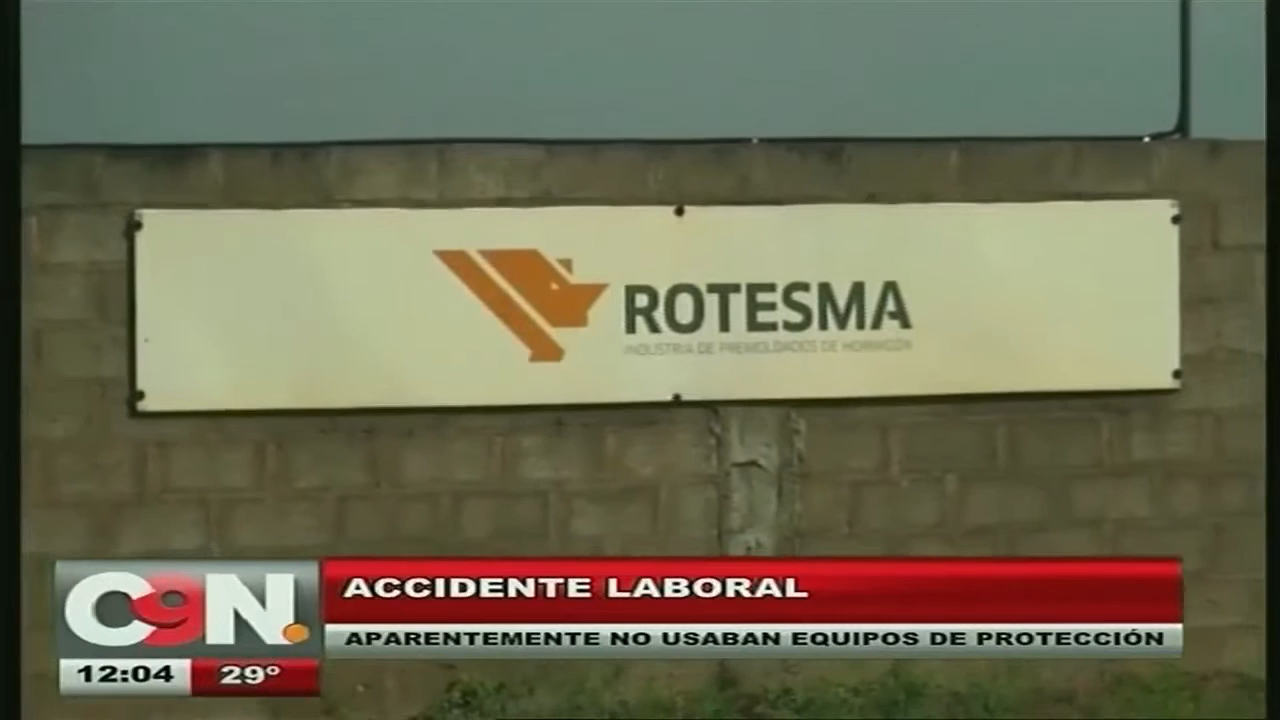 ROTESMA
INDUSTRIA DE PREMOLDADOS DE HORMIGÓN
C9N.
ACCIDENTE LABORAL
APARENTEMENTE NO USABAN EQUIPOS DE PROTECCIÓN
12:04 29°